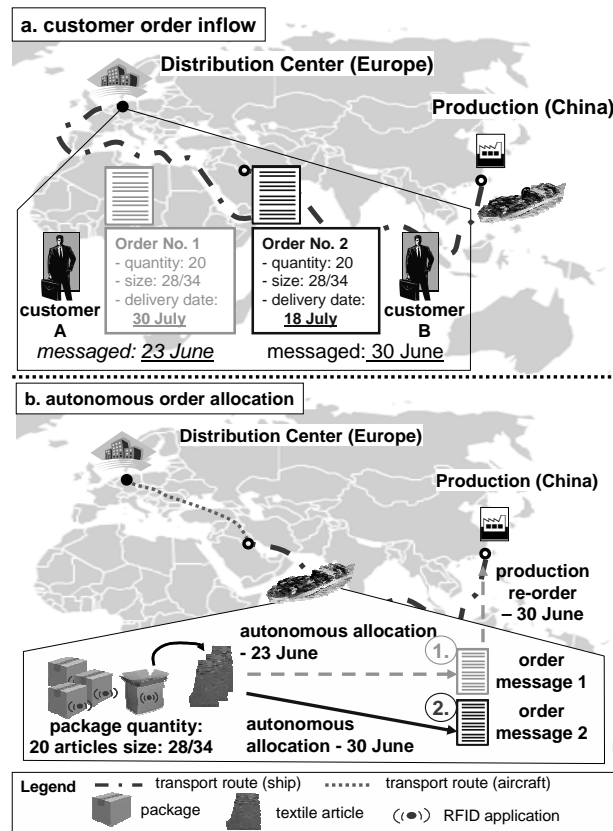 a. customer order inflow
Distribution Center (Europe)
Production (China)
Order No. 1
- quantity: 20
- size: 28/34
- delivery date:
30 July
Order No. 2
- quantity: 20
- size: 28/34
- delivery date:
18 July
customer
A
customer
B
messaged: 23 June
messaged: 30 June
b. autonomous order allocation
Distribution Center (Europe)
Production (China)
production
re-order
– 30 June
autonomous allocation
- 23 June
1.
order
message 1
2.
order
message 2
package quantity:
20 articles size: 28/34
autonomous
allocation - 30 June
Legend
transport route (ship)
transport route (aircraft)
package
textile article
RFID application